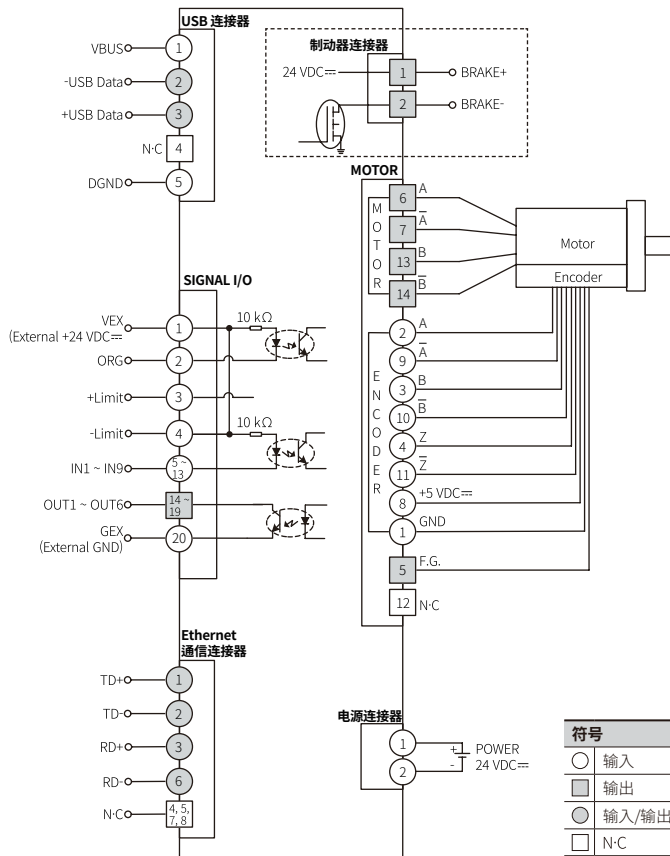 USB 连接器
VBUS
1
-USB Data
2
+USB Data
3
N·C
4
DGND
5
制动器连接器
24 VDC⎓
1
BRAKE+
2
BRAKE-
MOTOR
MOTOR
6
A
7
A̅
13
B
14
B̅
Motor
Encoder
ENCODER
2
A
9
A̅
3
B
10
B̅
4
Z
11
Z̅
8
+5 VDC⎓
1
GND
5
F.G.
12
N·C
SIGNAL I/O
VEX
(External +24 VDC⎓
1
10 kΩ
ORG
2
+Limit
3
-Limit
4
10 kΩ
IN1 ~ IN9
5 ~
13
OUT1 ~ OUT6
14 ~
19
GEX
(External GND)
20
Ethernet
通信连接器
TD+
1
TD-
2
RD+
3
RD-
6
N·C
4, 5,
7, 8
电源连接器
1
2
+
-
POWER
24 VDC⎓
符号
输入
输出
输入/输出
N·C